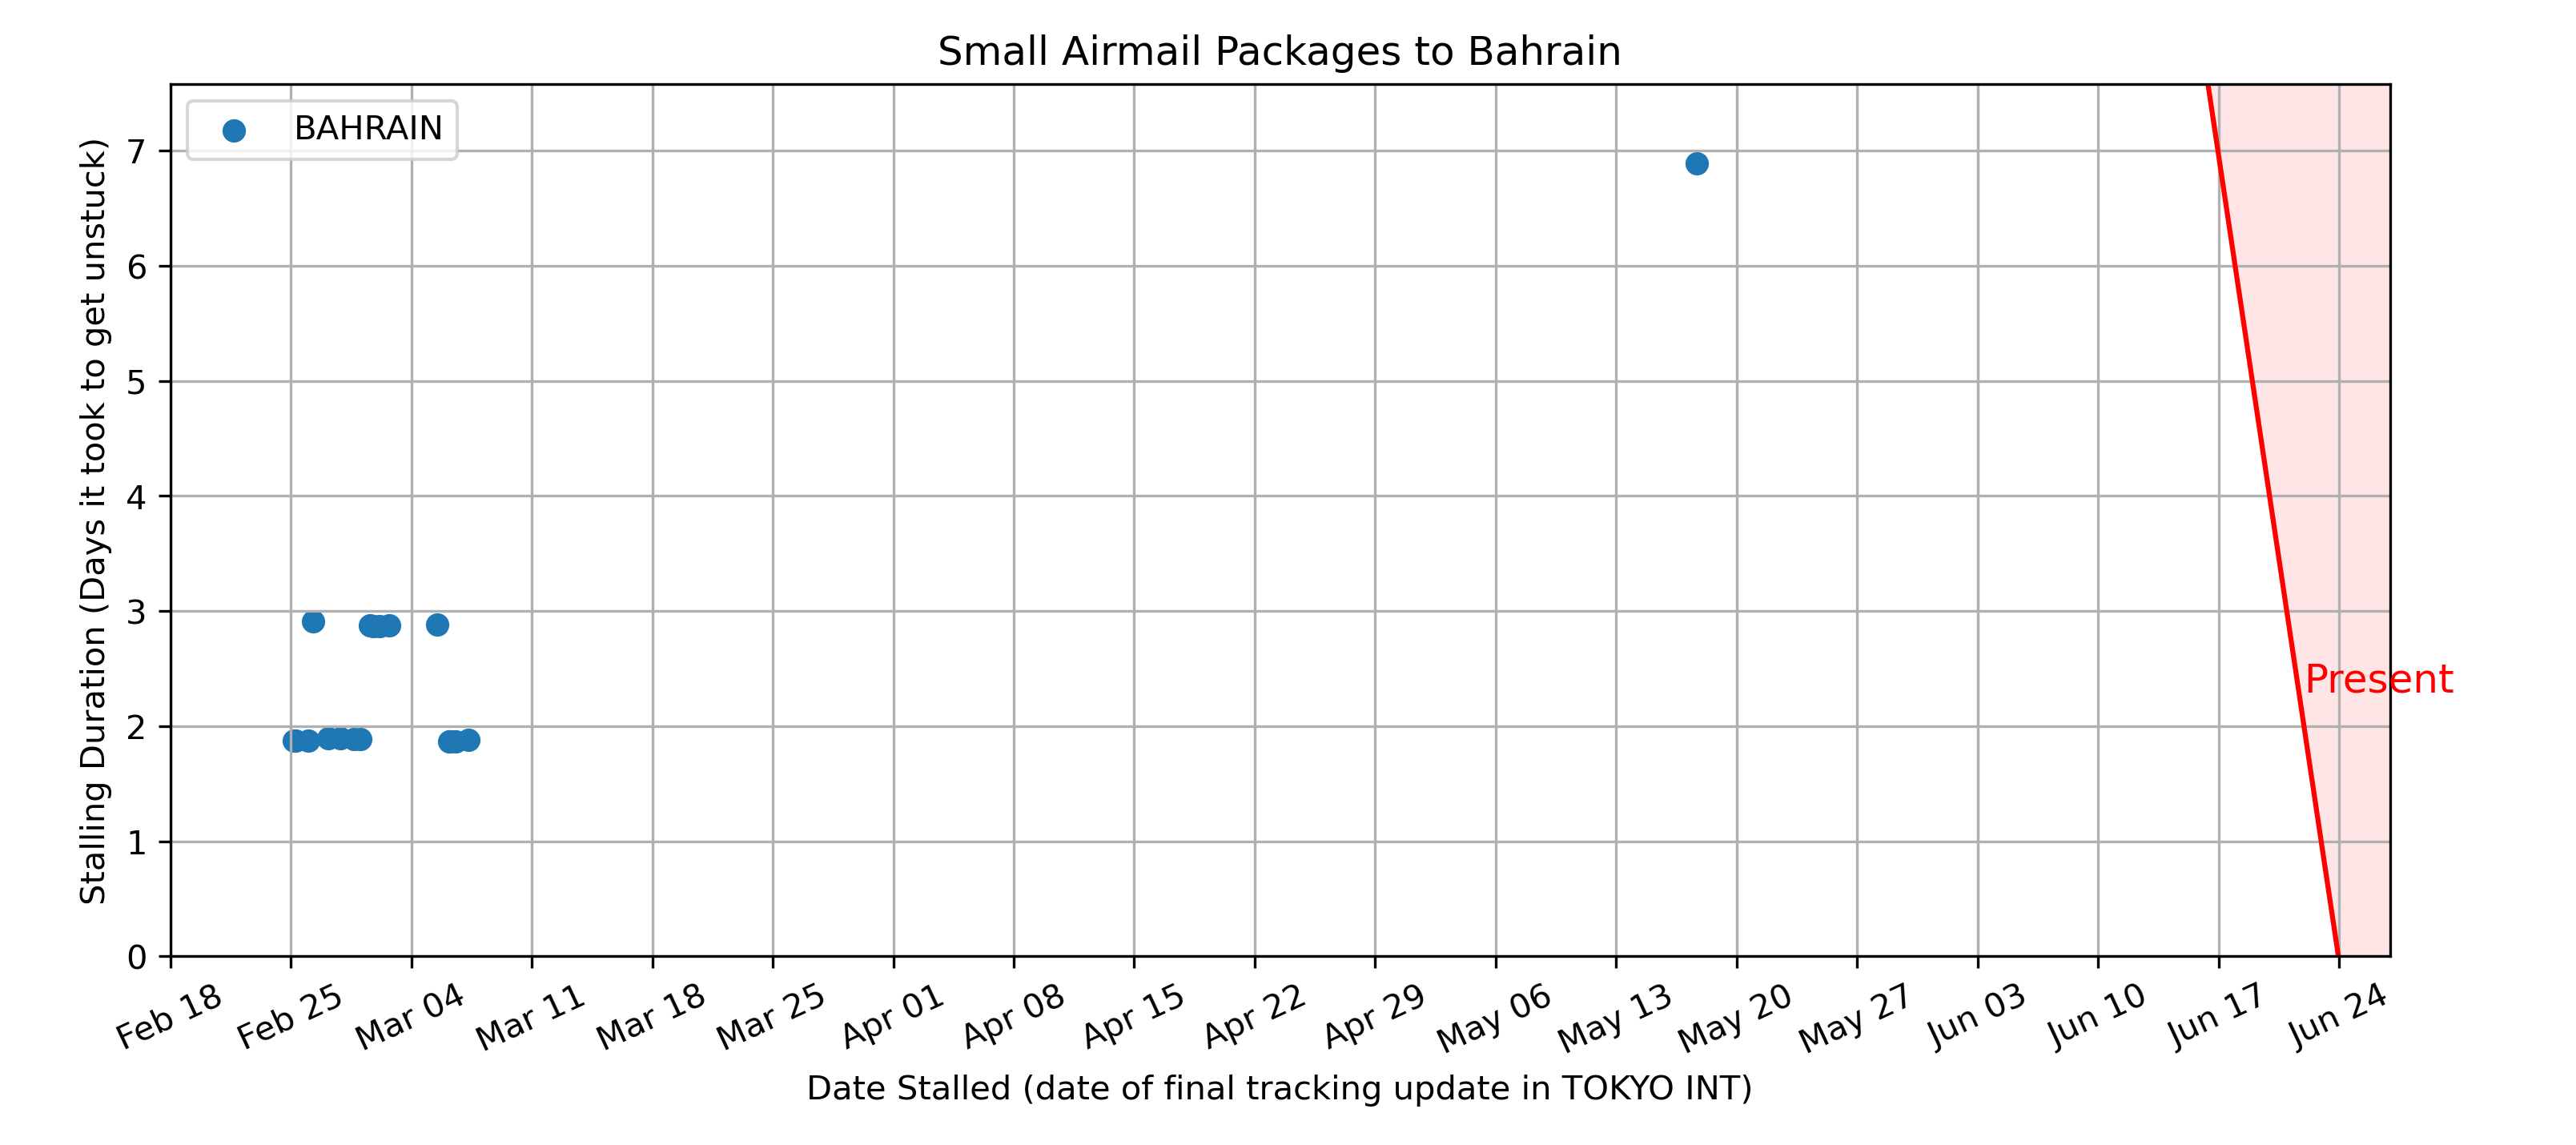 Small Airmail Packages to Bahrain
BAHRAIN
Stalling Duration (Days it took to get unstuck)
7
6
5
4
3
2
1
0
Present
Feb 18
Feb 25
Mar 04
Mar 11
Mar 18
Mar 25
Apr 01
Apr 08
Apr 15
Apr 22
Apr 29
May 06
May 13
May 20
May 27
Jun 03
Jun 10
Jun 17
Jun 24
Date Stalled (date of final tracking update in TOKYO INT)